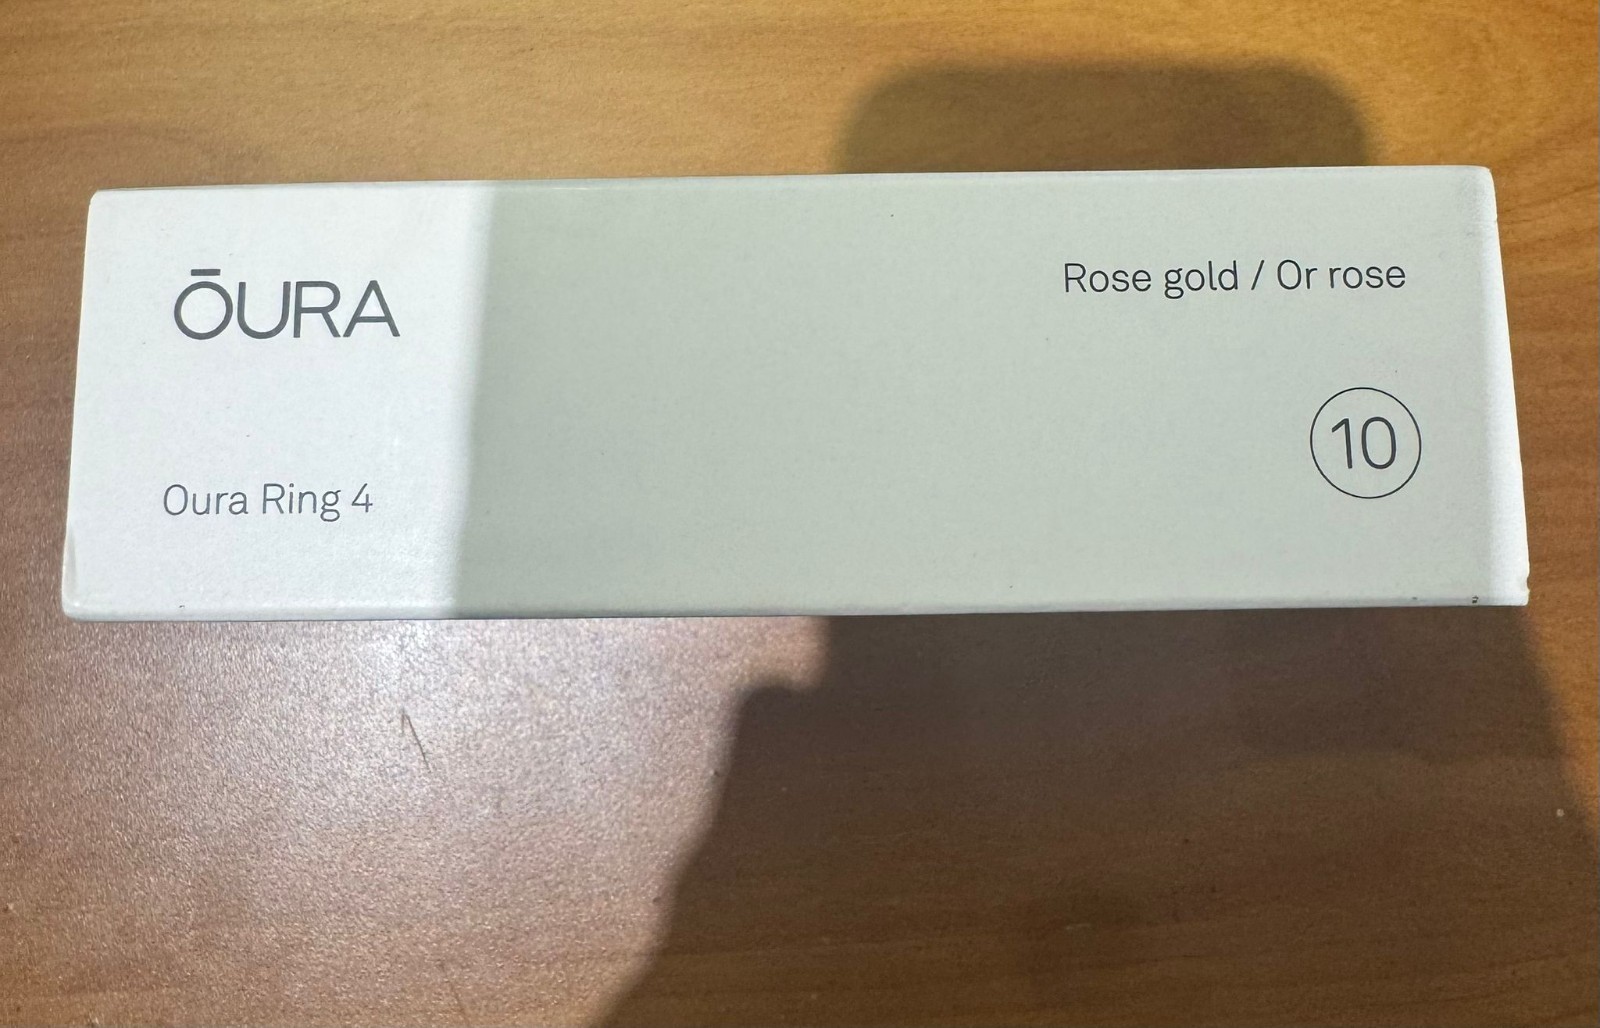 ŌURA
Rose gold / Or rose
Oura Ring 4
10